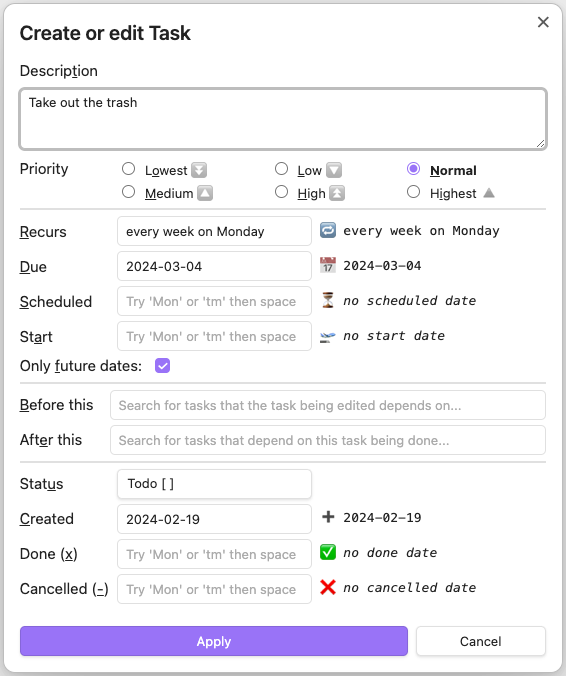 Create or edit Task
Description
Take out the trash
Priority
Lowest
Low
Normal
Medium
High
Highest
Recurs
every week on Monday
every week on Monday
Due
2024-03-04
2024-03-04
Scheduled
Try 'Mon' or 'tm' then space
no scheduled date
Start
Try 'Mon' or 'tm' then space
no start date
Only future dates:
Before this
Search for tasks that the task being edited depends on...
After this
Search for tasks that depend on this task being done...
Status
Todo [ ]
Created
2024-02-19
2024-02-19
Done (x)
Try 'Mon' or 'tm' then space
no done date
Cancelled (-)
Try 'Mon' or 'tm' then space
no cancelled date
Apply
Cancel